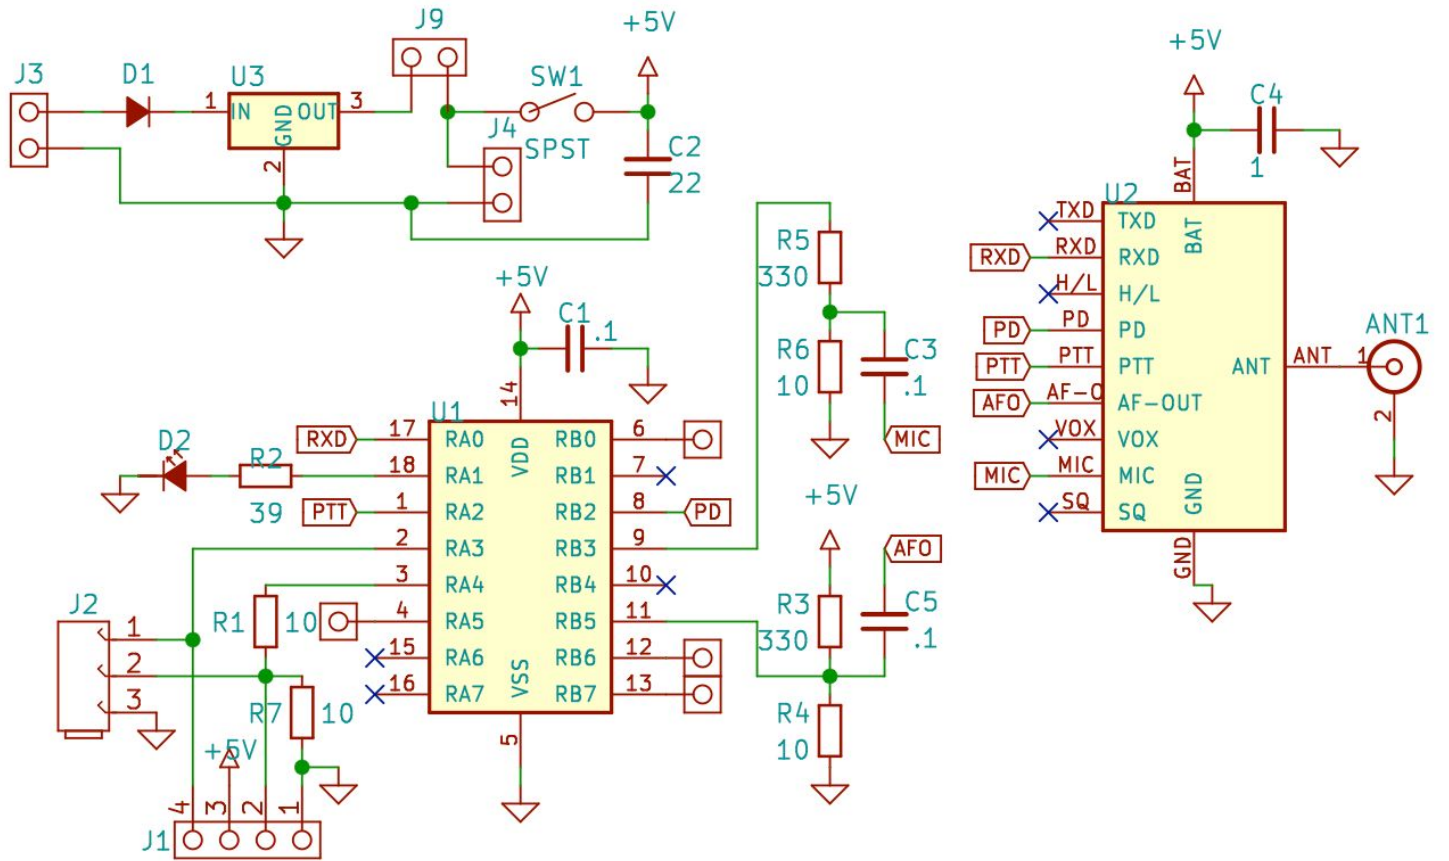 J3
D1
U3
1
IN
GND
OUT
3
2
J9
J4
SW1
SPST
+5V
C2
22
+5V
C1
.1
14
U1
VDD
RXD
17
RA0
RB0
6
D2
R2
39
18
RA1
RB1
7
PTT
1
RA2
RB2
8
PD
2
RA3
RB3
9
3
RA4
RB4
10
R1
10
4
RA5
RB5
11
15
RA6
RB6
12
16
RA7
RB7
13
VSS
5
J2
1
2
3
R7
10
+5V
4
3
2
1
J1
R5
330
R6
10
C3
.1
MIC
+5V
AFO
R3
330
C5
.1
R4
10
+5V
C4
1
BAT
U2
BAT
TXD
TXD
RXD
RXD
RXD
H/L
H/L
PD
PD
PD
PTT
PTT
PTT
AFO
AF-O
AF-OUT
VOX
VOX
MIC
MIC
MIC
SQ
SQ
GND
GND
ANT
ANT
1
ANT1
2